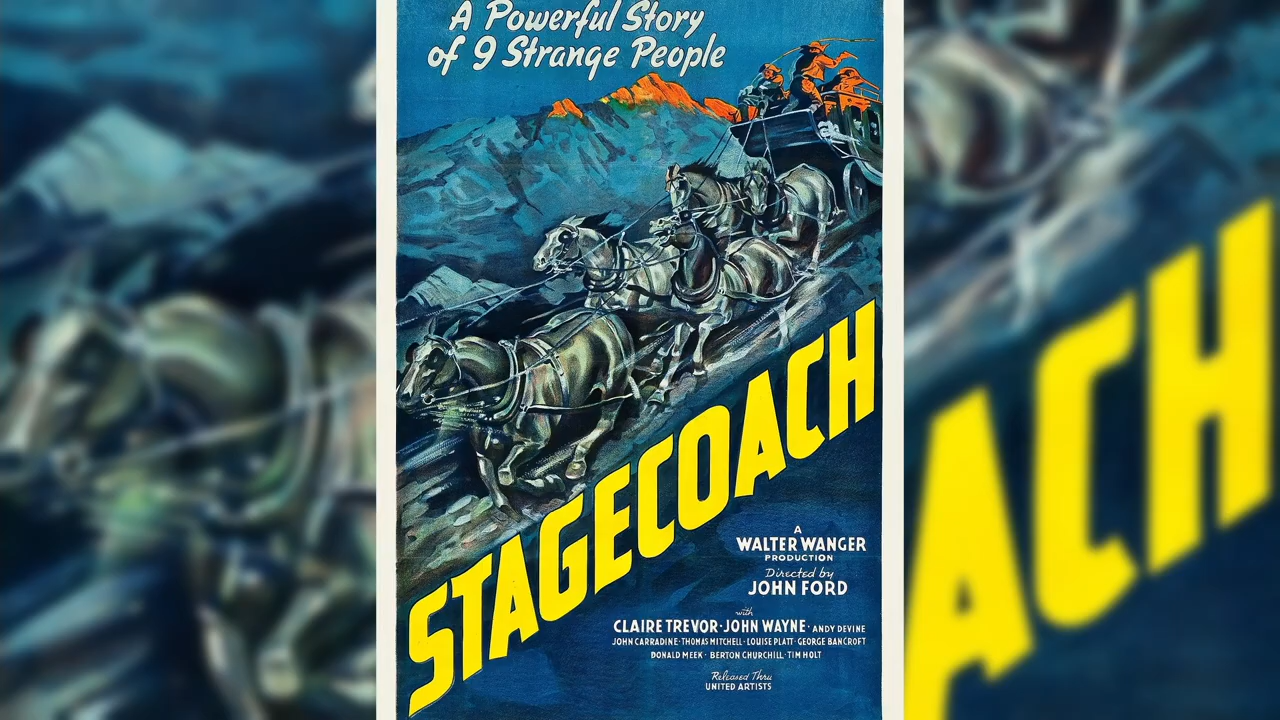 A Powerful Story
of 9 Strange People
STAGECOACH
A
WALTER WANGER
PRODUCTION
Directed by
JOHN FORD
with
CLAIRE TREVOR · JOHN WAYNE · ANDY DEVINE
JOHN CARRADINE · THOMAS MITCHELL · LOUISE PLATT · GEORGE BANCROFT
DONALD MEEK · BERTON CHURCHILL · TIM HOLT
Released Thru
UNITED ARTISTS
ACH